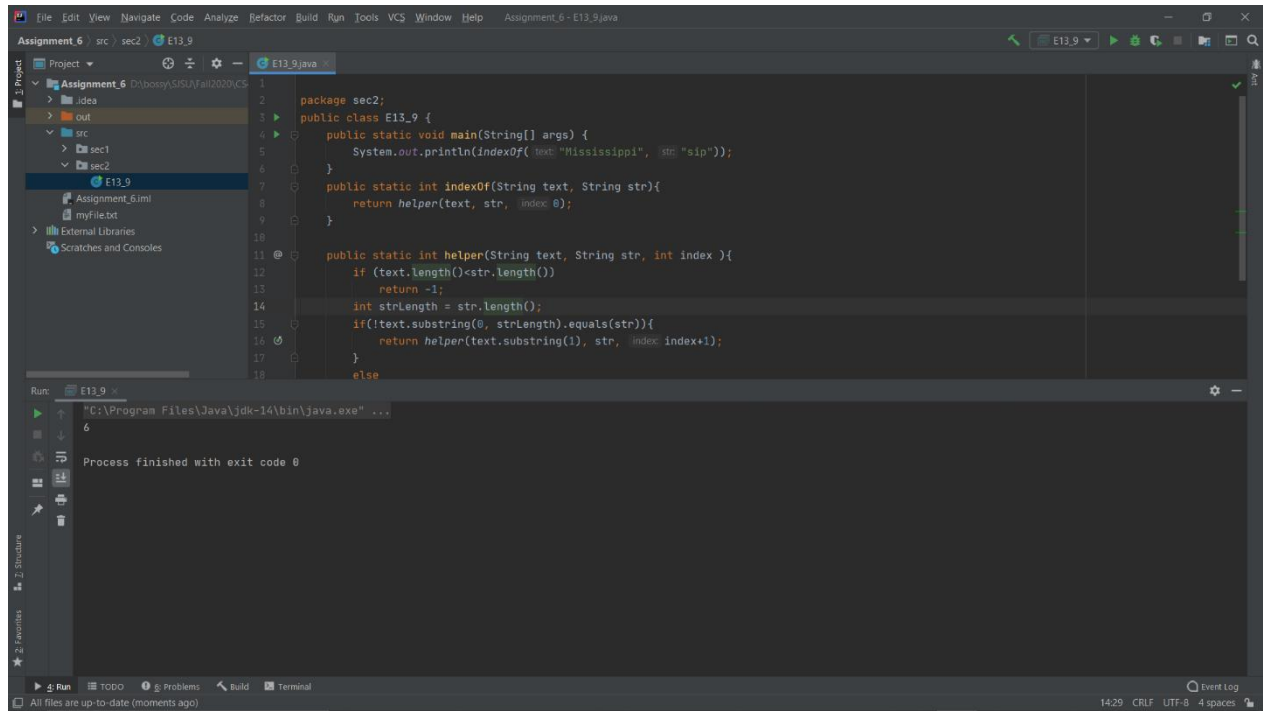 File Edit View Navigate Code Analyze Refactor Build Run Tools VCS Window Help Assignment_6 - E13_9.java
Assignment_6 src sec2 E13_9 E13_9
1: Project
Project
E13_9.java
Ant
Assignment_6 D:\bossy\SJSU\Fall2020\CS-
.idea
out
src
sec1
sec2
E13_9
Assignment_6.iml
myFile.txt
External Libraries
Scratches and Consoles
1
2 package sec2;
3 public class E13_9 {
4 public static void main(String[] args) {
5 System.out.println(indexOf( text: "Mississippi", str: "sip"));
6 }
7 public static int indexOf(String text, String str){
8 return helper(text, str, index: 0);
9 }
10
11 @ public static int helper(String text, String str, int index ){
12 if (text.length()<str.length())
13 return -1;
14 int strLength = str.length();
15 if(!text.substring(0, strLength).equals(str)){
16 return helper(text.substring(1), str, index: index+1);
17 }
18 else
Run: E13_9
"C:\Program Files\Java\jdk-14\bin\java.exe" ...
6
Process finished with exit code 0
7: Structure
2: Favorites
4: Run TODO 6: Problems Build Terminal Event Log
All files are up-to-date (moments ago) 14:29 CRLF UTF-8 4 spaces